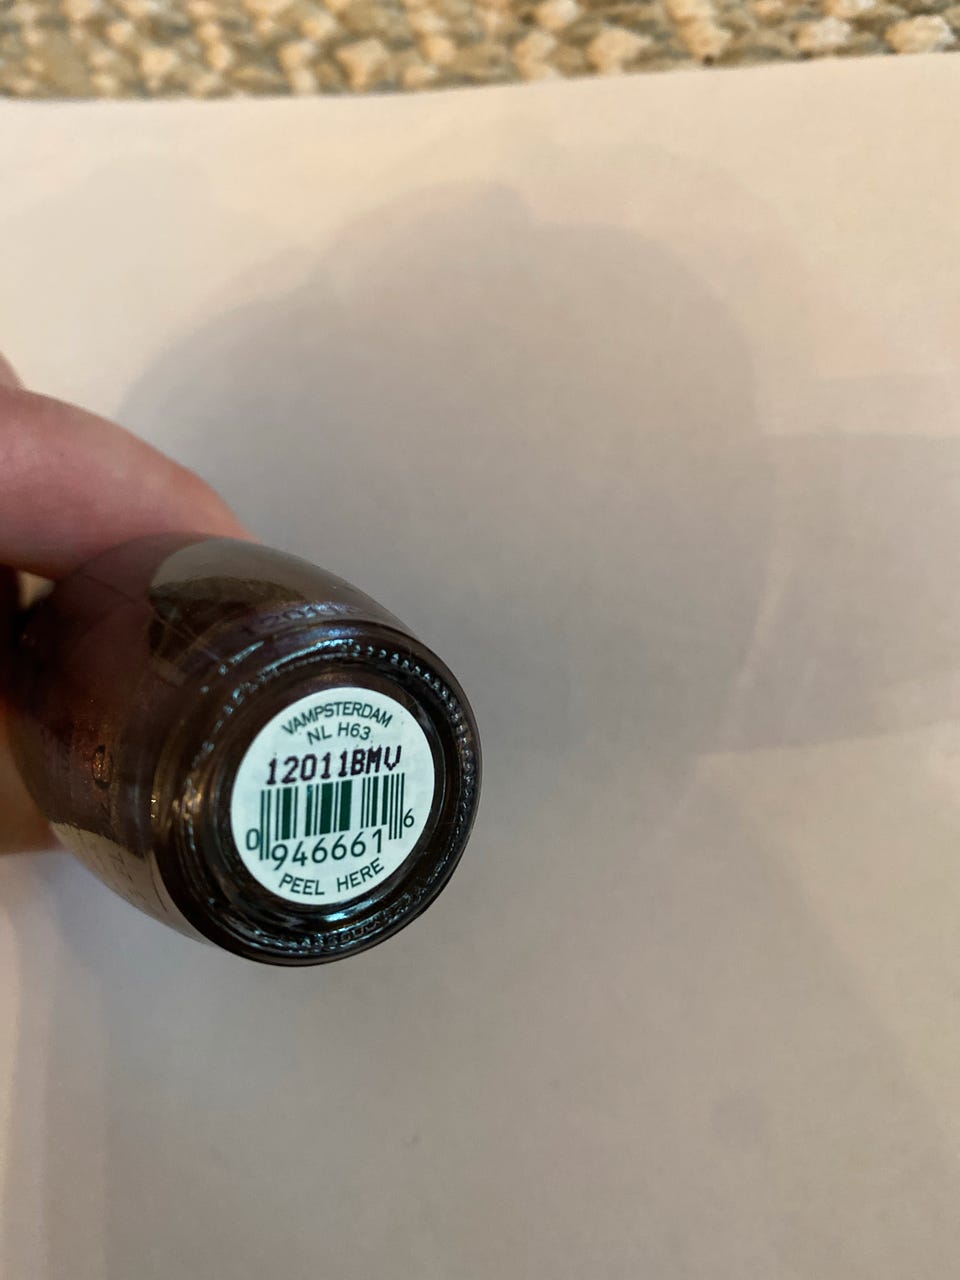 VAMPSTERDAM
NL H63
12011BMV
0 946661 6
PEEL HERE